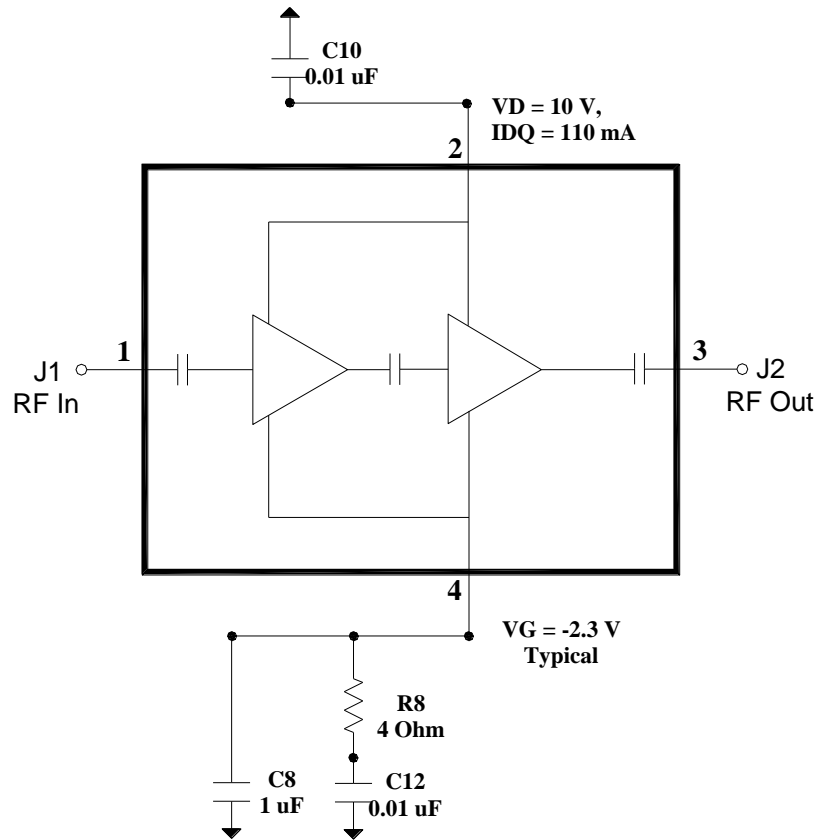 C10
0.01 uF
VD = 10 V,
IDQ = 110 mA
2
1
3
J1
RF In
J2
RF Out
4
VG = -2.3 V
Typical
R8
4 Ohm
C8
1 uF
C12
0.01 uF